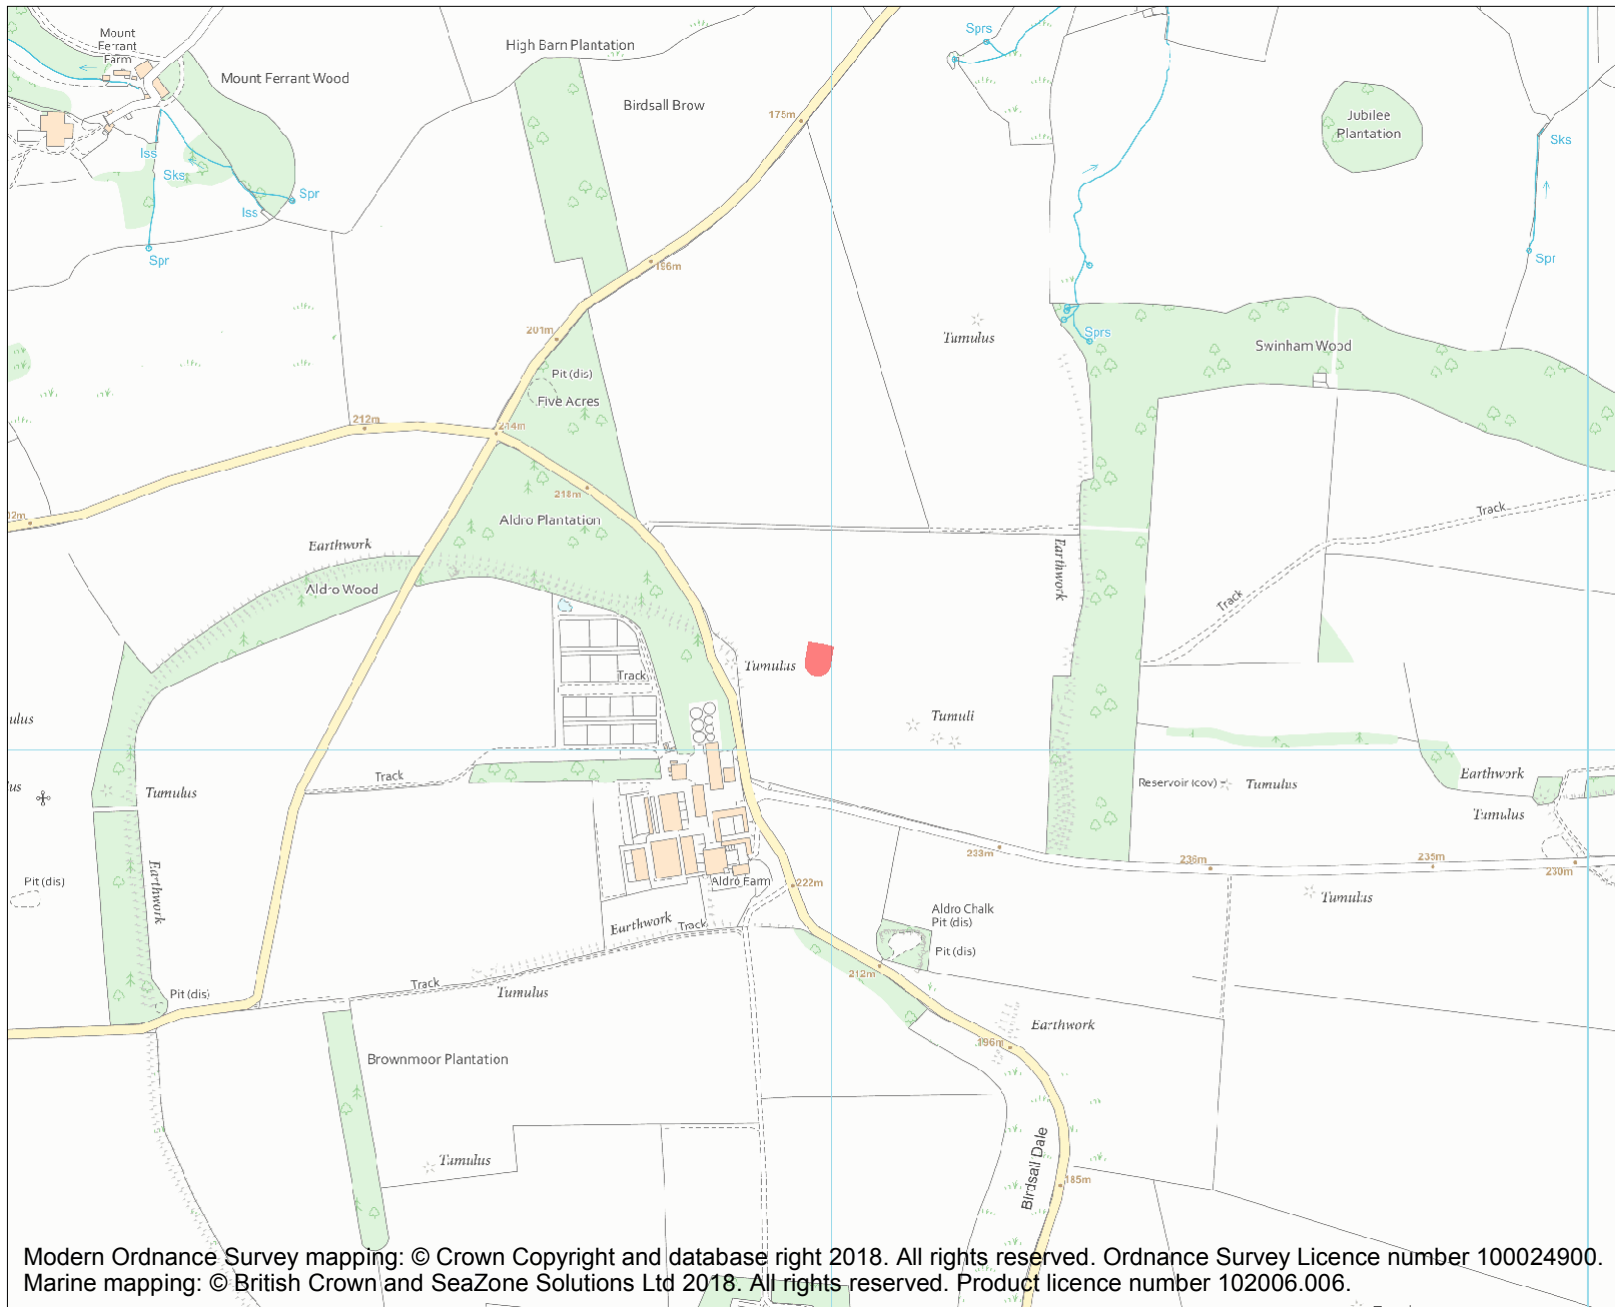 Mount
Ferrant
Farm
Mount Ferrant Wood
High Barn Plantation
Birdsall Brow
175m
Sprs
Jubilee
Plantation
Sks
Spr
Iss
Sks
Iss
Spr
Spr
196m
201m
Pit (dis)
Five Acres
Tumulus
Sprs
Swinham Wood
212m
214m
218m
Aldro Plantation
Earthwork
Aldro Wood
Earthwork
Track
Track
Track
Tumulus
Tumuli
ulus
us
Tumulus
Track
Reservoir (cov)
Tumulus
Earthwork
Tumulus
233m
236m
235m
230m
Pit (dis)
Earthwork
Aldro Farm
222m
Tumulus
Earthwork
Track
Aldro Chalk
Pit (dis)
Pit (dis)
212m
Pit (dis)
Track
Tumulus
Earthwork
196m
Brownmoor Plantation
Tumulus
Birdsall Dale
185m
Modern Ordnance Survey mapping: © Crown Copyright and database right 2018. All rights reserved. Ordnance Survey Licence number 100024900.
Marine mapping: © British Crown and SeaZone Solutions Ltd 2018. All rights reserved. Product licence number 102006.006.